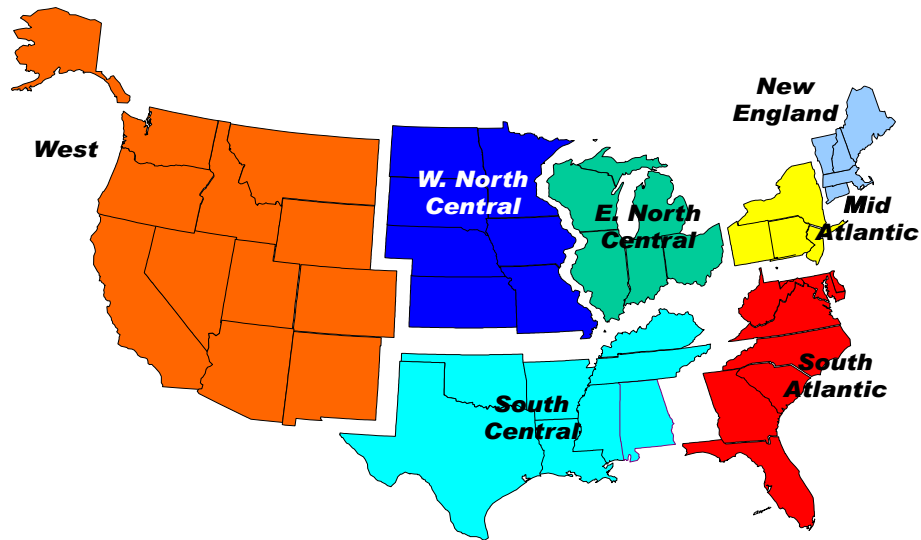 New
England
West
W. North
Central
E. North
Central
Mid
Atlantic
South
Atlantic
South
Central